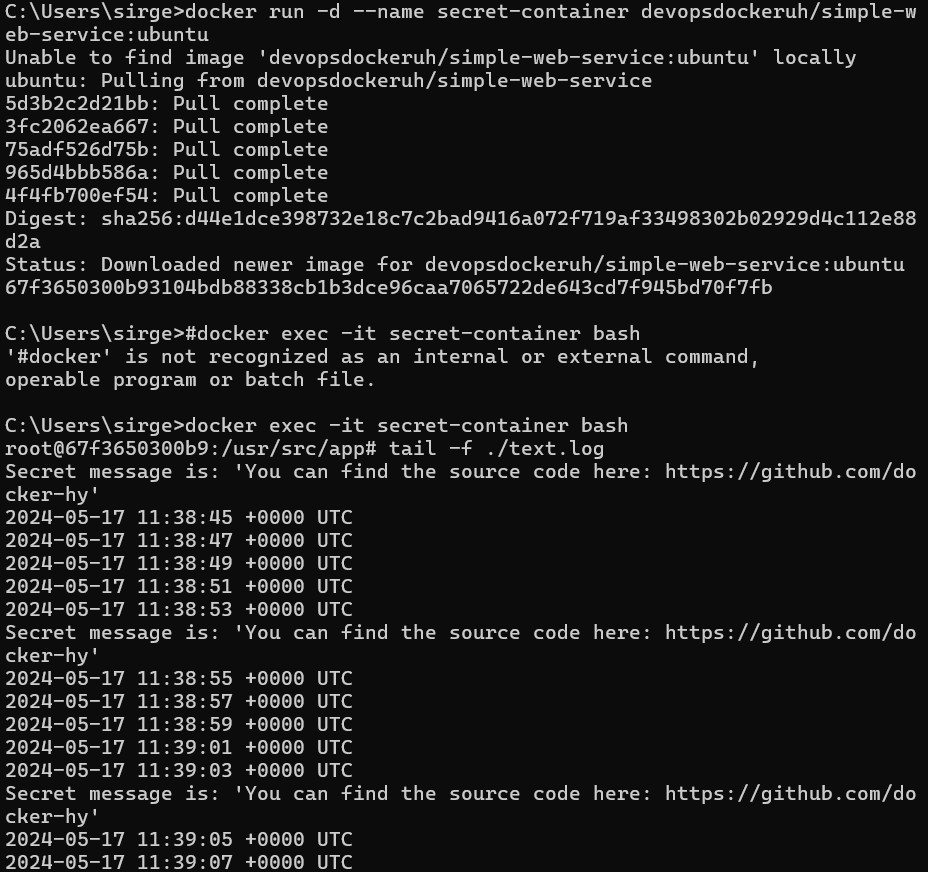 C:\Users\sirge>docker run -d --name secret-container devopsdockeruh/simple-w
eb-service:ubuntu
Unable to find image 'devopsdockeruh/simple-web-service:ubuntu' locally
ubuntu: Pulling from devopsdockeruh/simple-web-service
5d3b2c2d21bb: Pull complete
3fc2062ea667: Pull complete
75adf526d75b: Pull complete
965d4bbb586a: Pull complete
4f4fb700ef54: Pull complete
Digest: sha256:d44e1dce398732e18c7c2bad9416a072f719af33498302b02929d4c112e88
d2a
Status: Downloaded newer image for devopsdockeruh/simple-web-service:ubuntu
67f3650300b93104bdb88338cb1b3dce96caa7065722de643cd7f945bd70f7fb
C:\Users\sirge>#docker exec -it secret-container bash
'#docker' is not recognized as an internal or external command,
operable program or batch file.
C:\Users\sirge>docker exec -it secret-container bash
root@67f3650300b9:/usr/src/app# tail -f ./text.log
Secret message is: 'You can find the source code here: https://github.com/do
cker-hy'
2024-05-17 11:38:45 +0000 UTC
2024-05-17 11:38:47 +0000 UTC
2024-05-17 11:38:49 +0000 UTC
2024-05-17 11:38:51 +0000 UTC
2024-05-17 11:38:53 +0000 UTC
Secret message is: 'You can find the source code here: https://github.com/do
cker-hy'
2024-05-17 11:38:55 +0000 UTC
2024-05-17 11:38:57 +0000 UTC
2024-05-17 11:38:59 +0000 UTC
2024-05-17 11:39:01 +0000 UTC
2024-05-17 11:39:03 +0000 UTC
Secret message is: 'You can find the source code here: https://github.com/do
cker-hy'
2024-05-17 11:39:05 +0000 UTC
2024-05-17 11:39:07 +0000 UTC